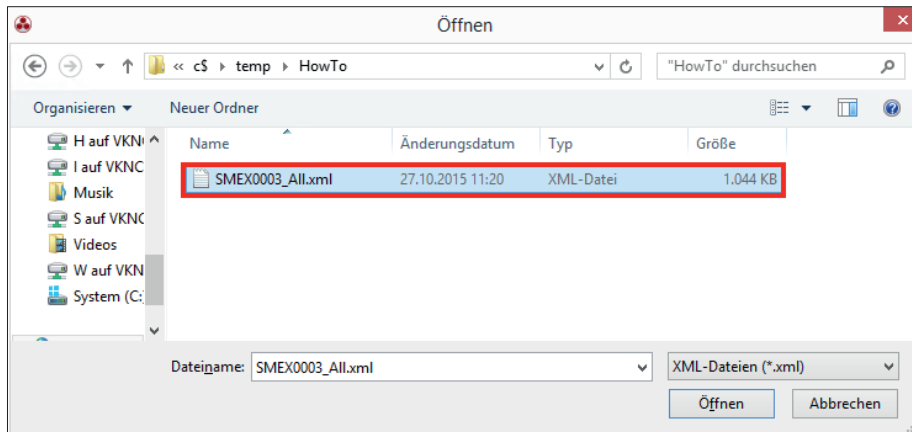 Öffnen
« c$ ▸ temp ▸ HowTo
"HowTo" durchsuchen
Organisieren
Neuer Ordner
Name
Änderungsdatum
Typ
Größe
SMEX0003_All.xml
27.10.2015 11:20
XML-Datei
1.044 KB
H auf VKN
I auf VKNC
Musik
S auf VKNC
Videos
W auf VKN
System (C:
Dateiname:
SMEX0003_All.xml
XML-Dateien (*.xml)
Öffnen
Abbrechen